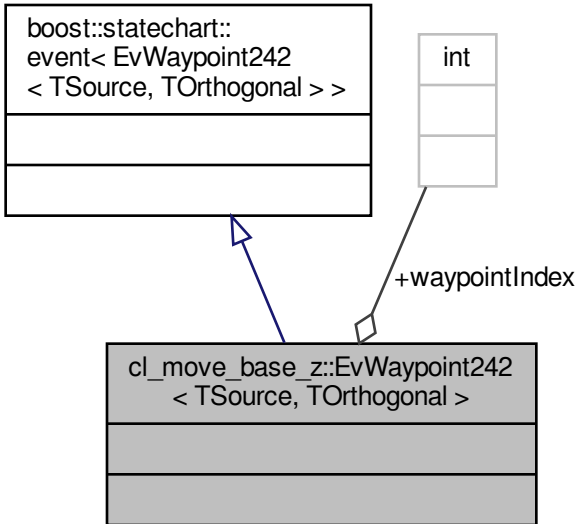 boost::statechart::
event< EvWaypoint242
< TSource, TOrthogonal > >
int
+waypointIndex
cl_move_base_z::EvWaypoint242
< TSource, TOrthogonal >